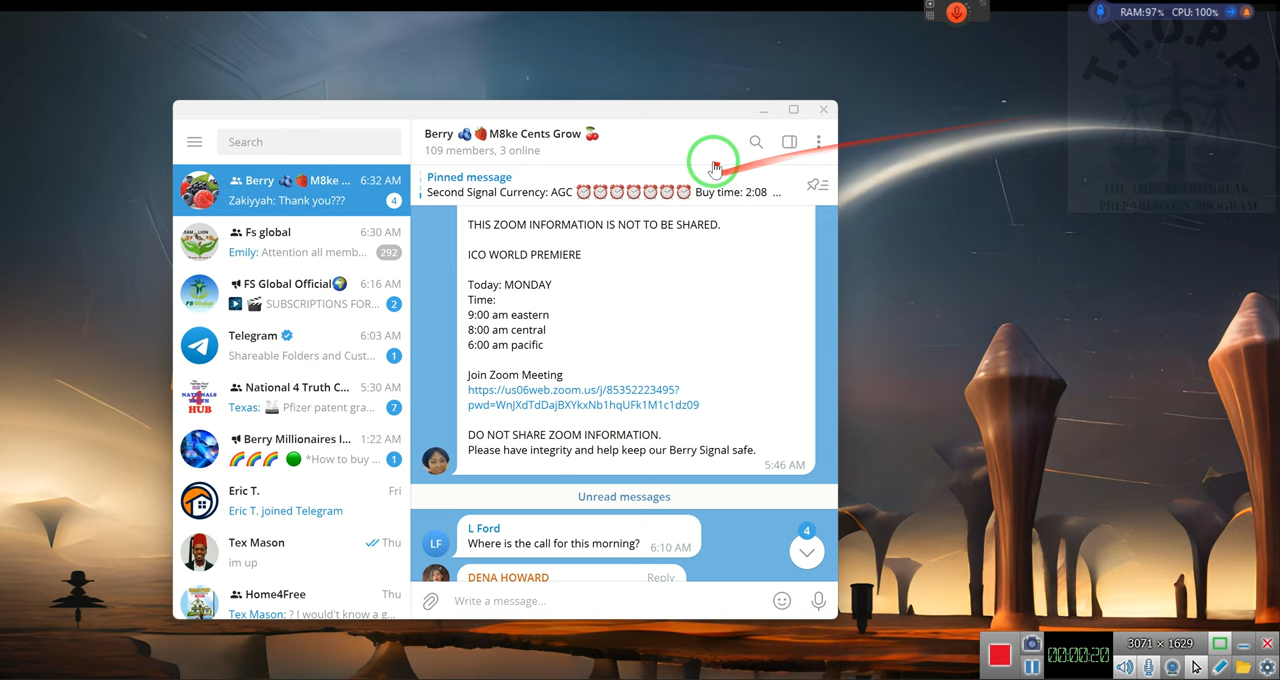 RAM:97% CPU:100%
T.T.O.P.P.
THE THREAT OUTBREAK
PREPAREDNESS PROGRAM
Search
Berry 🫐🍓M8ke Cents Grow 🍒
109 members, 3 online
Pinned message
Second Signal Currency: AGC ⏰⏰⏰⏰⏰⏰⏰ Buy time: 2:08 ...
Berry 🫐🍓M8ke ... 6:32 AM
Zakiyyah: Thank you??? 4
Fs global 6:30 AM
Emily: Attention all memb... 292
FS Global Official🌍 6:16 AM
SUBSCRIPTIONS FOR... 2
Telegram 6:03 AM
Shareable Folders and Cust... 1
National 4 Truth C... 5:30 AM
Texas: Pfizer patent gra... 7
Berry Millionaires I... 1:22 AM
🌈🌈🌈 🟢 *How to buy ... 1
Eric T. Fri
Eric T. joined Telegram
Tex Mason Thu
im up
Home4Free Thu
Tex Mason: ? I would't know a g...
THIS ZOOM INFORMATION IS NOT TO BE SHARED.
ICO WORLD PREMIERE
Today: MONDAY
Time:
9:00 am eastern
8:00 am central
6:00 am pacific
Join Zoom Meeting
https://us06web.zoom.us/j/85352223495?
pwd=WnJXdTdDajBXYkxNb1hqUFk1M1c1dz09
DO NOT SHARE ZOOM INFORMATION.
Please have integrity and help keep our Berry Signal safe.
5:46 AM
Unread messages
LF
L Ford
Where is the call for this morning? 6:10 AM
4
DENA HOWARD Reply
Write a message...
00:00:20
3071 × 1629